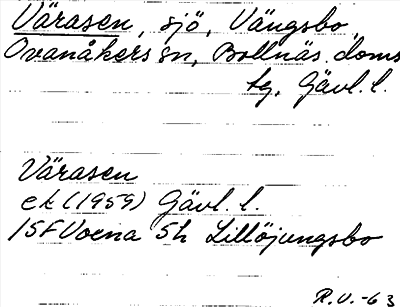 Värasen, sjö, Vängsbo,
Ovanåkers sn, Bollnäs doms
tg, Gävl. l.
Värasen
ek (1959) Gävl. l.
15F Voxna 5h Lillöjungsbo
R.U. -63